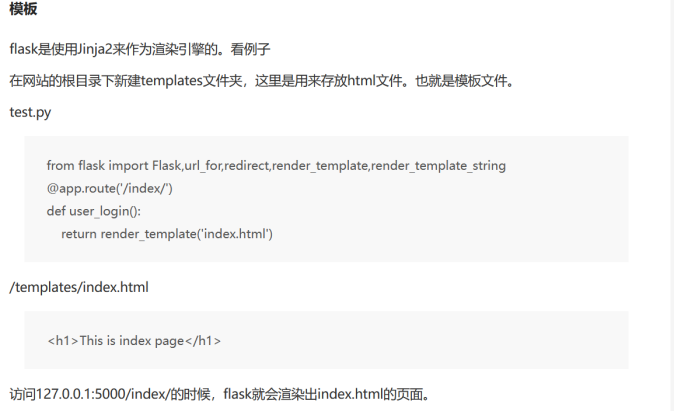 模板
flask是使用Jinja2来作为渲染引擎的。看例子
在网站的根目录下新建templates文件夹，这里是用来存放html文件。也就是模板文件。
test.py
from flask import Flask,url_for,redirect,render_template,render_template_string
@app.route('/index/')
def user_login():
    return render_template('index.html')
/templates/index.html
<h1>This is index page</h1>
访问127.0.0.1:5000/index/的时候，flask就会渲染出index.html的页面。